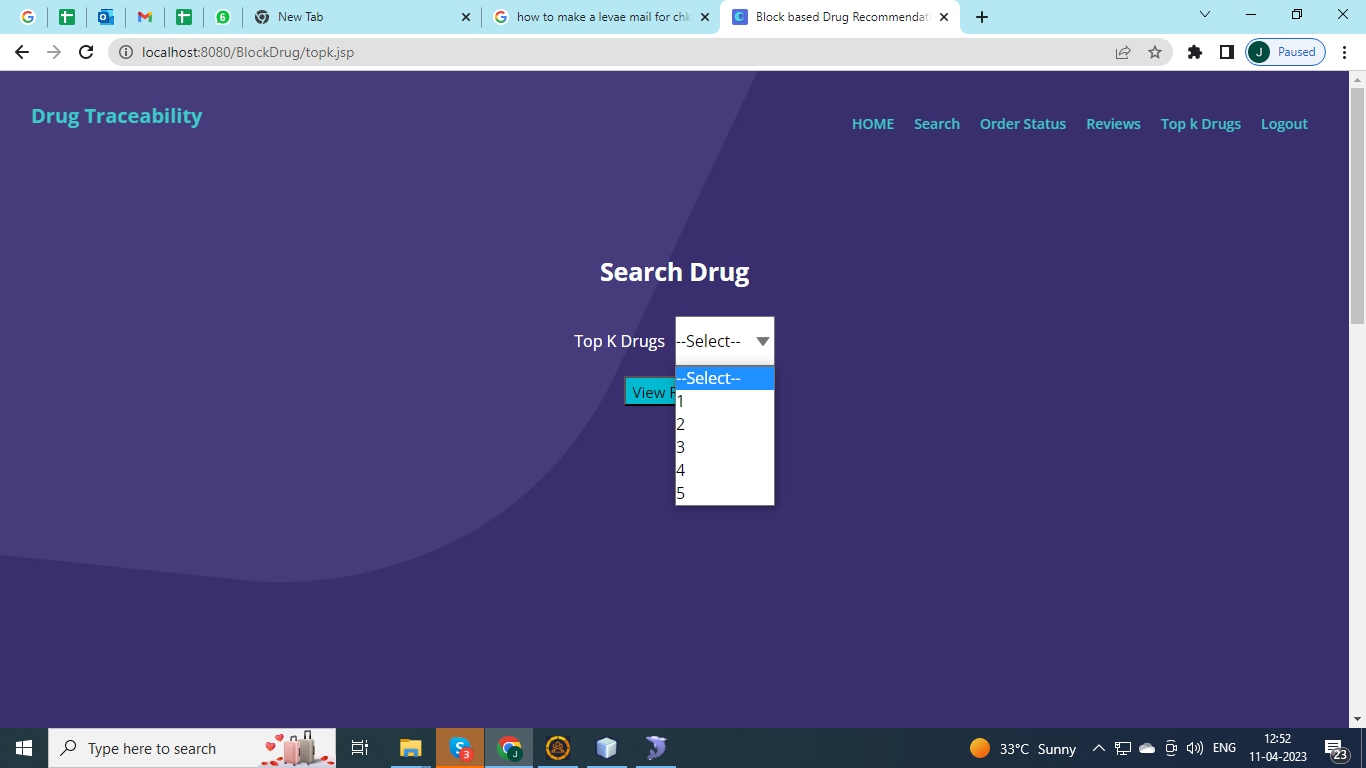 6
New Tab
how to make a levae mail for chk
Block based Drug Recommendat
localhost:8080/BlockDrug/topk.jsp
J
Paused
Drug Traceability
HOME Search Order Status Reviews Top k Drugs Logout
Search Drug
Top K Drugs --Select--
--Select--
View
1
2
3
4
5
Type here to search
3
J
33°C Sunny
ENG
12:52
11-04-2023
23